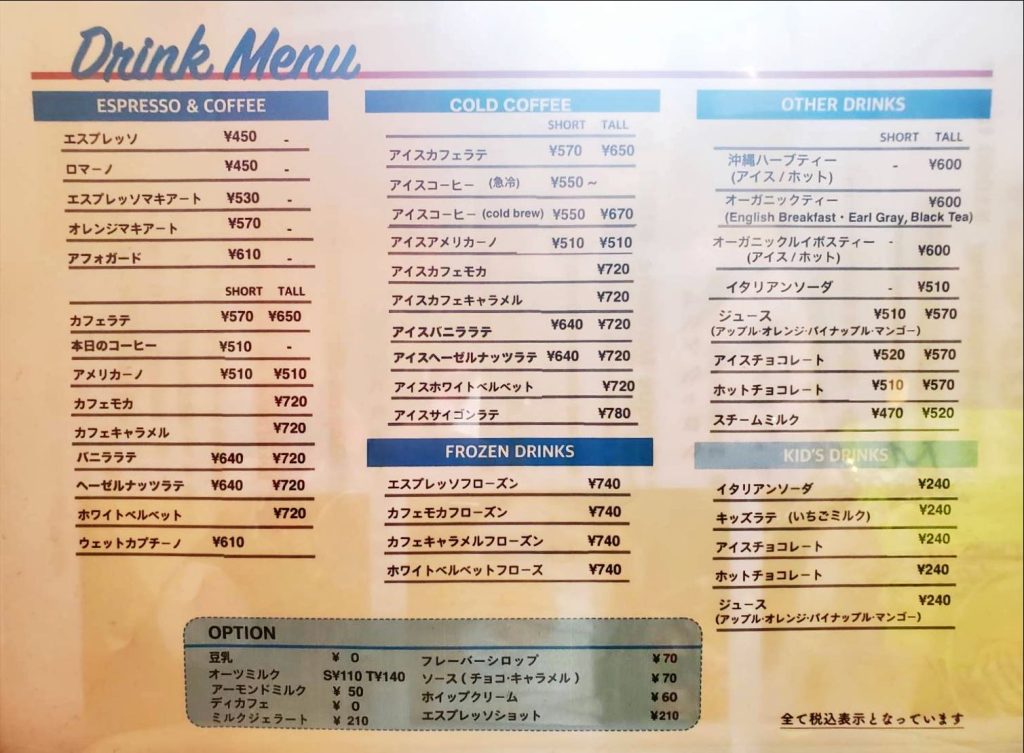 Drink Menu
ESPRESSO & COFFEE
エスプレッソ ¥450 -
ロマーノ ¥450 -
エスプレッソマキアート ¥530 -
オレンジマキアート ¥570 -
アフォガード ¥610 -
SHORT TALL
カフェラテ ¥570 ¥650
本日のコーヒー ¥510 -
アメリカーノ ¥510 ¥510
カフェモカ ¥720
カフェキャラメル ¥720
バニララテ ¥640 ¥720
ヘーゼルナッツラテ ¥640 ¥720
ホワイトベルベット ¥720
ウェットカプチーノ ¥610
COLD COFFEE
SHORT TALL
アイスカフェラテ ¥570 ¥650
アイスコーヒー (急冷) ¥550～
アイスコーヒー (cold brew) ¥550 ¥670
アイスアメリカーノ ¥510 ¥510
アイスカフェモカ ¥720
アイスカフェキャラメル ¥720
アイスバニララテ ¥640 ¥720
アイスヘーゼルナッツラテ ¥640 ¥720
アイスホワイトベルベット ¥720
アイスサイゴンラテ ¥780
FROZEN DRINKS
エスプレッソフローズン ¥740
カフェモカフローズン ¥740
カフェキャラメルフローズン ¥740
ホワイトベルベットフローズ ¥740
OTHER DRINKS
SHORT TALL
沖縄ハーブティー - ¥600
(アイス / ホット)
オーガニックティー ¥600
(English Breakfast・Earl Gray, Black Tea)
オーガニックルイボスティー - ¥600
(アイス / ホット)
イタリアンソーダ - ¥510
ジュース ¥510 ¥570
(アップル・オレンジ・パイナップル・マンゴー)
アイスチョコレート ¥520 ¥570
ホットチョコレート ¥510 ¥570
スチームミルク ¥470 ¥520
KID'S DRINKS
イタリアンソーダ ¥240
キッズラテ (いちごミルク) ¥240
アイスチョコレート ¥240
ホットチョコレート ¥240
ジュース ¥240
(アップル・オレンジ・パイナップル・マンゴー)
OPTION
豆乳 ¥ 0
オーツミルク S¥110 T¥140
アーモンドミルク ¥ 50
ディカフェ ¥ 0
ミルクジェラート ¥ 210
フレーバーシロップ ¥70
ソース ( チョコ・キャラメル ) ¥70
ホイップクリーム ¥60
エスプレッソショット ¥210
全て税込表示となっています